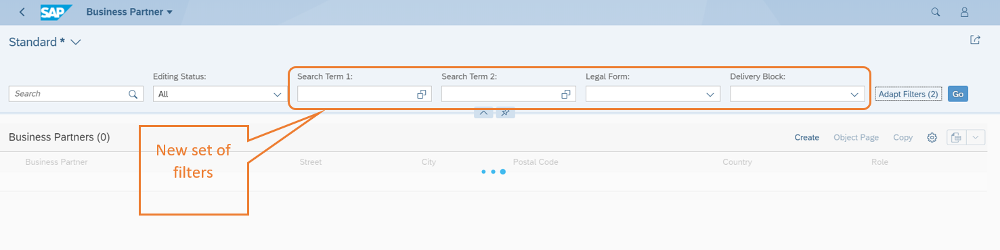 SAP Business Partner
Standard *
Editing Status: Search Term 1: Search Term 2: Legal Form: Delivery Block:
Search All Adapt Filters (2) Go
Business Partners (0) Create Object Page Copy
New set of
filters
Business Partner Street City Postal Code Country Role